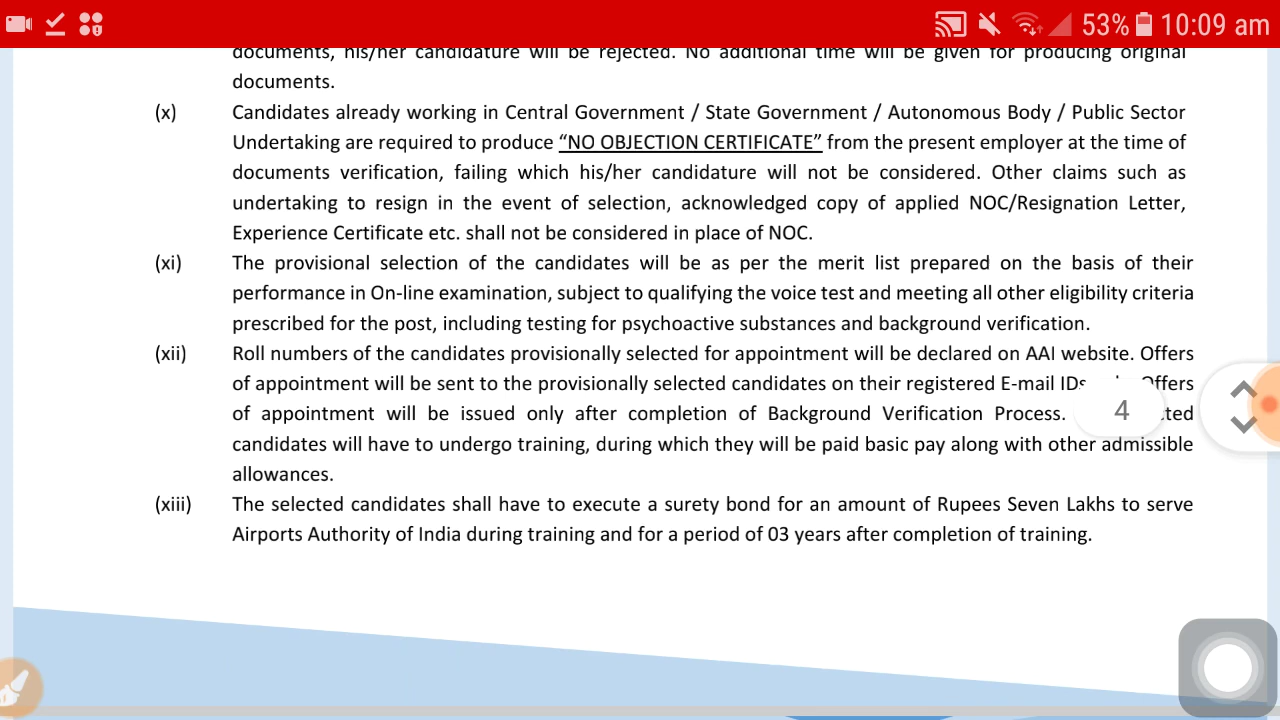 53% 10:09 am
documents, his/her candidature will be rejected. No additional time will be given for producing original
documents.
(x) Candidates already working in Central Government / State Government / Autonomous Body / Public Sector
Undertaking are required to produce “NO OBJECTION CERTIFICATE” from the present employer at the time of
documents verification, failing which his/her candidature will not be considered. Other claims such as
undertaking to resign in the event of selection, acknowledged copy of applied NOC/Resignation Letter,
Experience Certificate etc. shall not be considered in place of NOC.
(xi) The provisional selection of the candidates will be as per the merit list prepared on the basis of their
performance in On-line examination, subject to qualifying the voice test and meeting all other eligibility criteria
prescribed for the post, including testing for psychoactive substances and background verification.
(xii) Roll numbers of the candidates provisionally selected for appointment will be declared on AAI website. Offers
of appointment will be sent to the provisionally selected candidates on their registered E-mail IDs Offers
of appointment will be issued only after completion of Background Verification Process.
4
candidates will have to undergo training, during which they will be paid basic pay along with other admissible
allowances.
(xiii) The selected candidates shall have to execute a surety bond for an amount of Rupees Seven Lakhs to serve
Airports Authority of India during training and for a period of 03 years after completion of training.